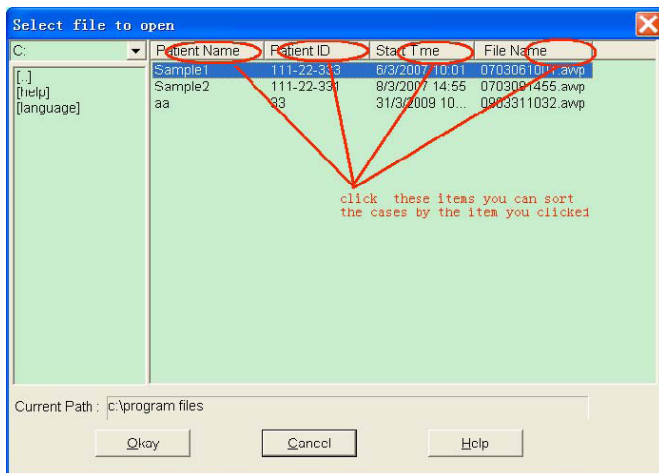 Select file to open
C:
[..]
[help]
[language]
Patient Name Patient ID Start Tme File Name
Sample1 111-22-333 6/3/2007 10:01 0703061001.awp
Sample2 111-22-331 8/3/2007 14:55 0703081455.awp
aa 33 31/3/2009 10... 0903311032.awp
click these items you can sort
the cases by the item you clicked
Current Path : c:\program files
Okay Cancel Help